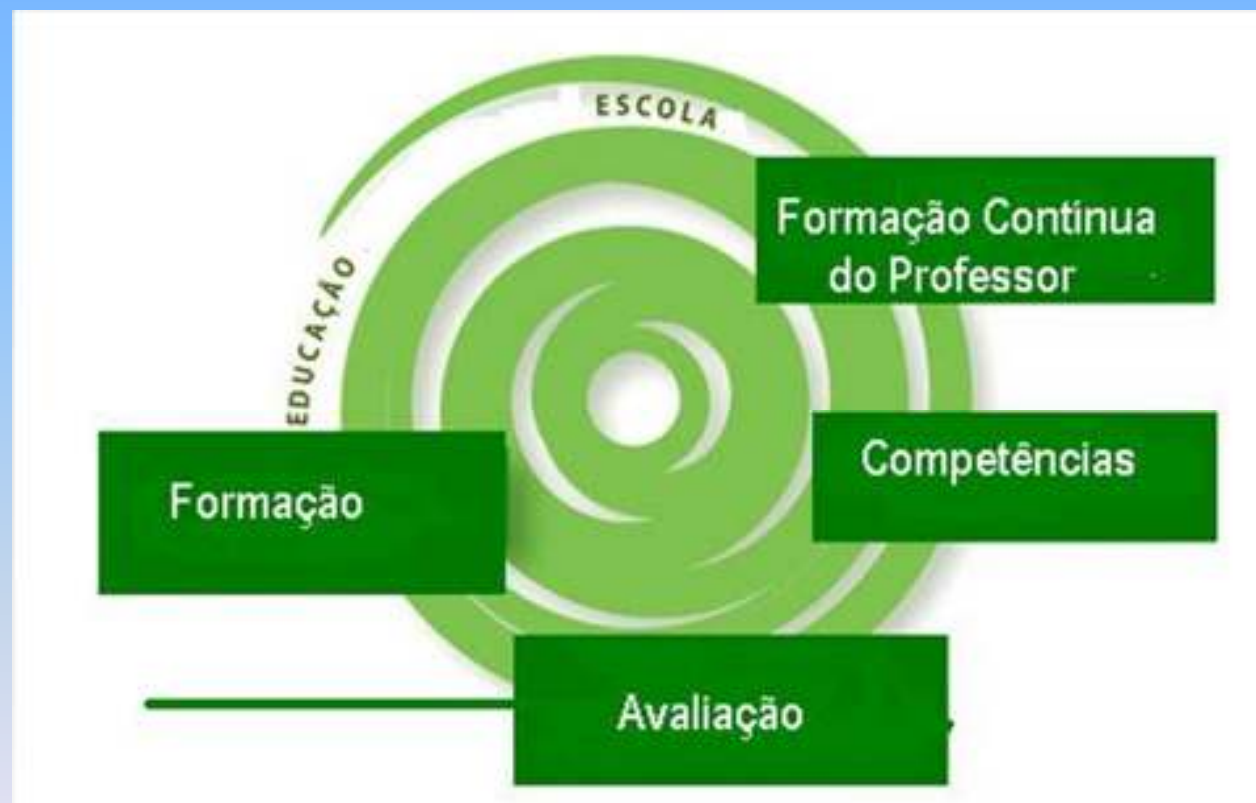 ESCOLA
EDUCAÇÃO
Formação Contínua
do Professor
Competências
Formação
Avaliação